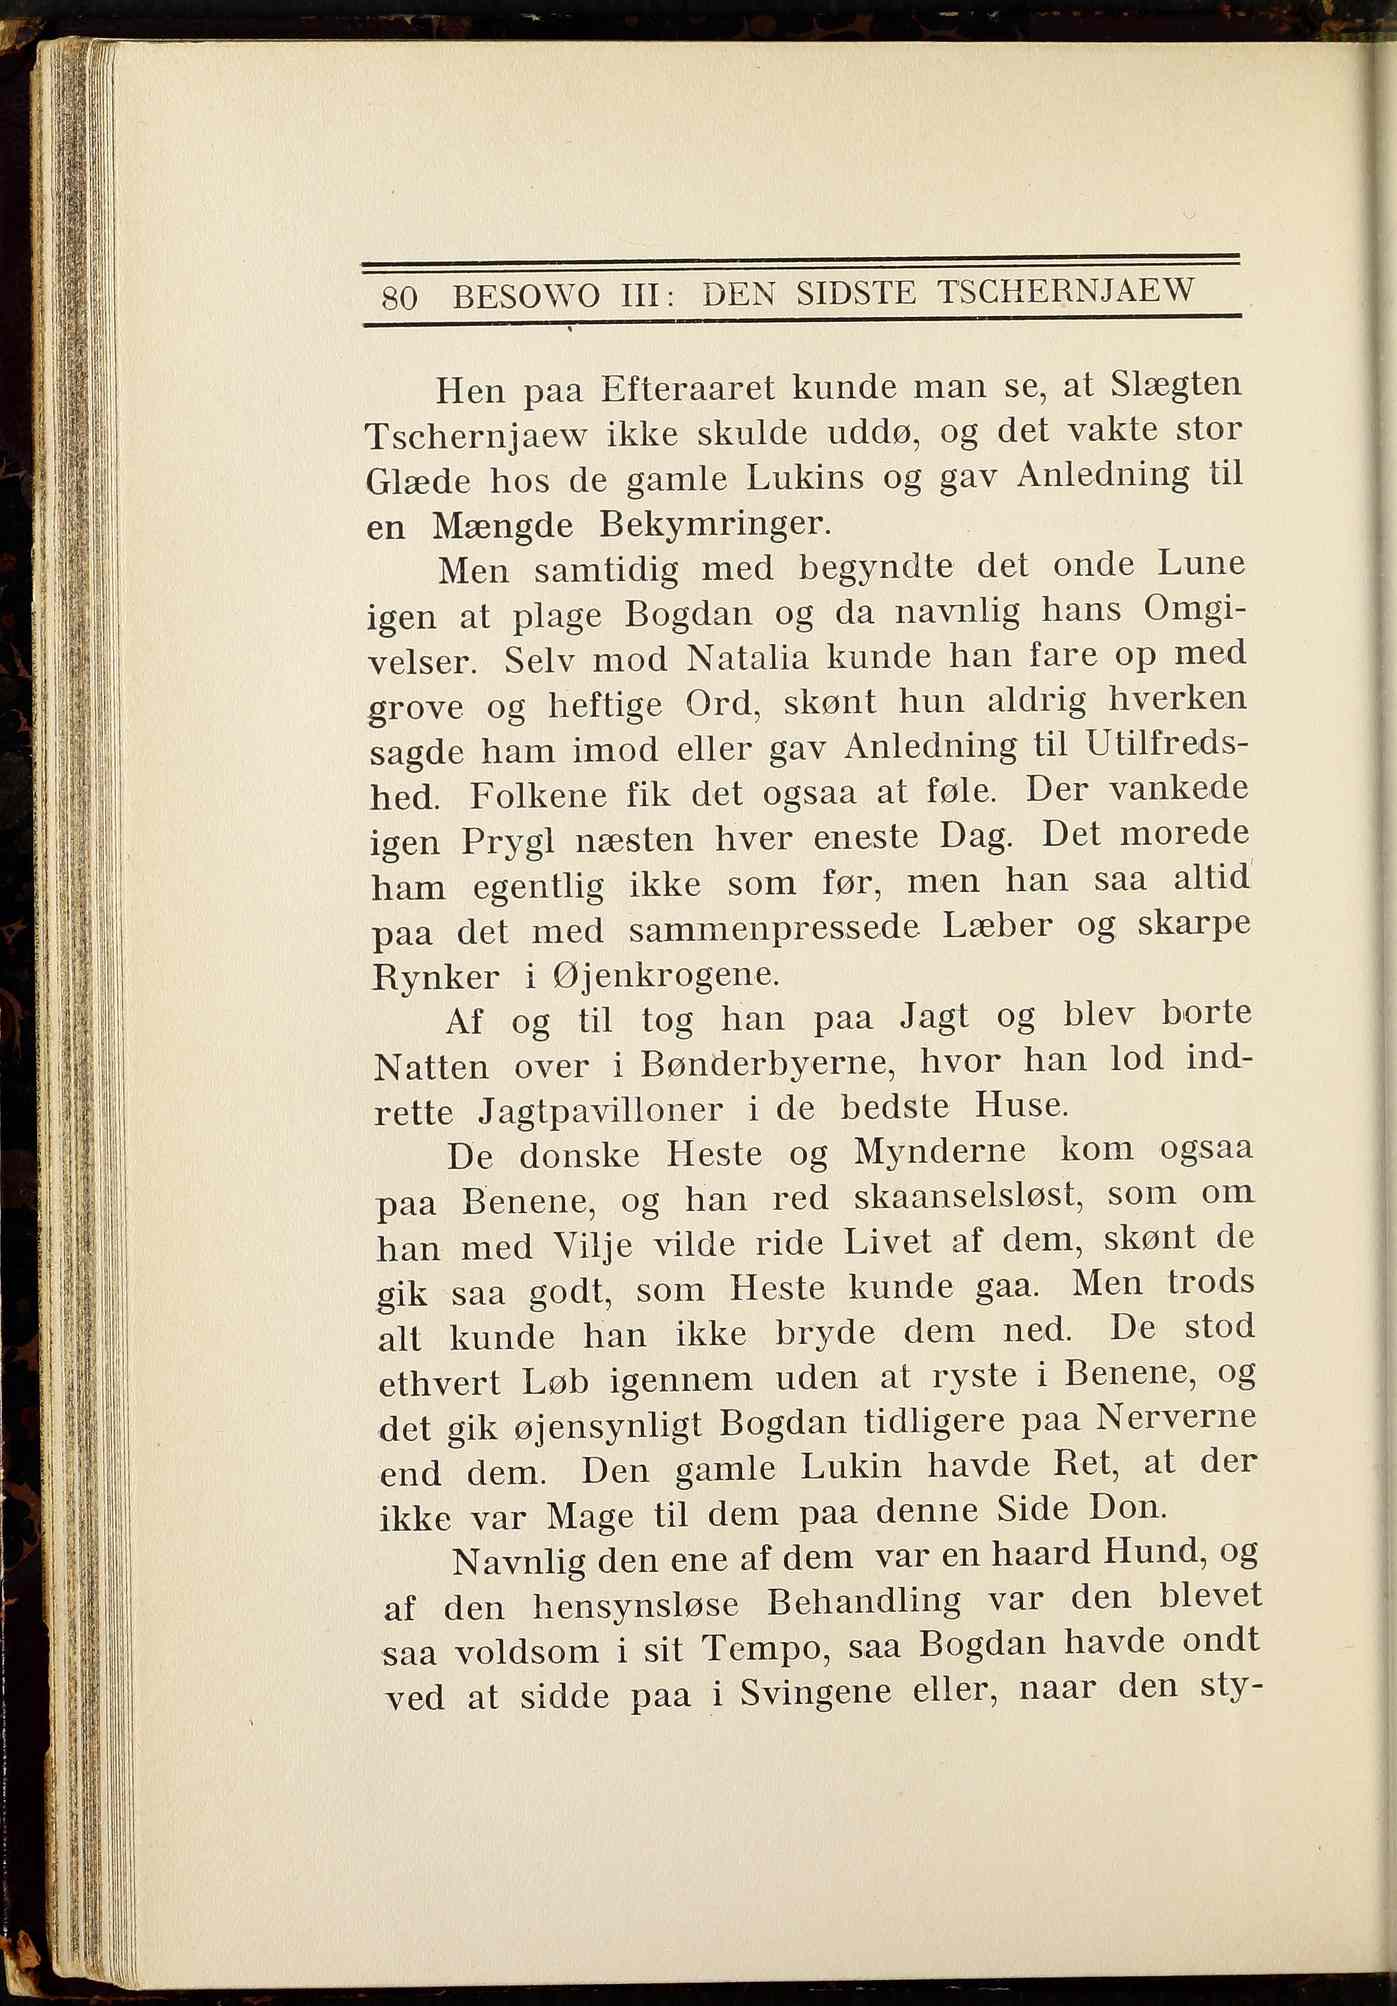 80 BESOWO III: DEN SIDSTE TSCHERNJAEW
Hen paa Efteraaret kunde man se, at Slægten
Tschernjaew ikke skulde uddø, og det vakte stor
Glæde hos de gamle Lukins og gav Anledning til
en Mængde Bekymringer.
Men samtidig med begyndte det onde Lune
igen at plage Bogdan og da navnlig hans Omgi-
velser. Selv mod Natalia kunde han fare op med
grove og heftige Ord, skønt hun aldrig hverken
sagde ham imod eller gav Anledning til Utilfreds-
hed. Folkene fik det ogsaa at føle. Der vankede
igen Prygl næsten hver eneste Dag. Det morede
ham egentlig ikke som før, men han saa altid
paa det med sammenpressede Læber og skarpe
Rynker i Øjenkrogene.
Af og til tog han paa Jagt og blev borte
Natten over i Bønderbyerne, hvor han lod ind-
rette Jagtpavilloner i de bedste Huse.
De donske Heste og Mynderne kom ogsaa
paa Benene, og han red skaanselsløst, som om
han med Vilje vilde ride Livet af dem, skønt de
gik saa godt, som Heste kunde gaa. Men trods
alt kunde han ikke bryde dem ned. De stod
ethvert Løb igennem uden at ryste i Benene, og
det gik øjensynligt Bogdan tidligere paa Nerverne
end dem. Den gamle Lukin havde Ret, at der
ikke var Mage til dem paa denne Side Don.
Navnlig den ene af dem var en haard Hund, og
af den hensynsløse Behandling var den blevet
saa voldsom i sit Tempo, saa Bogdan havde ondt
ved at sidde paa i Svingene eller, naar den sty-